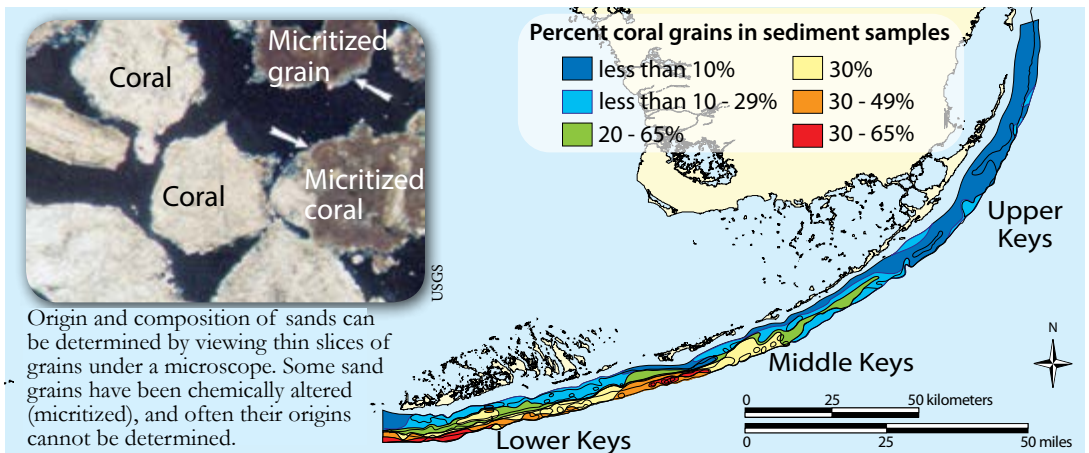 Coral
Micritized
grain
Coral
Micritized
coral
USGS
Origin and composition of sands can
be determined by viewing thin slices of
grains under a microscope. Some sand
grains have been chemically altered
(micritized), and often their origins
cannot be determined.
Percent coral grains in sediment samples
less than 10%
less than 10 - 29%
20 - 65%
30%
30 - 49%
30 - 65%
Upper
Keys
Middle Keys
Lower Keys
N
0 25 50 kilometers
0 25 50 miles